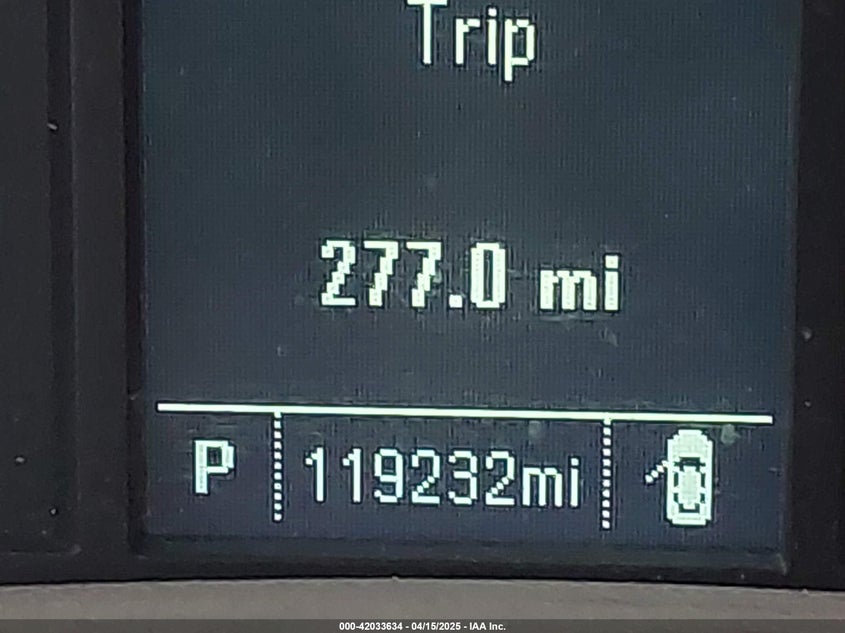 Trip
277.0 mi
P 119232mi
000-42033634 - 04/15/2025 - IAA Inc.